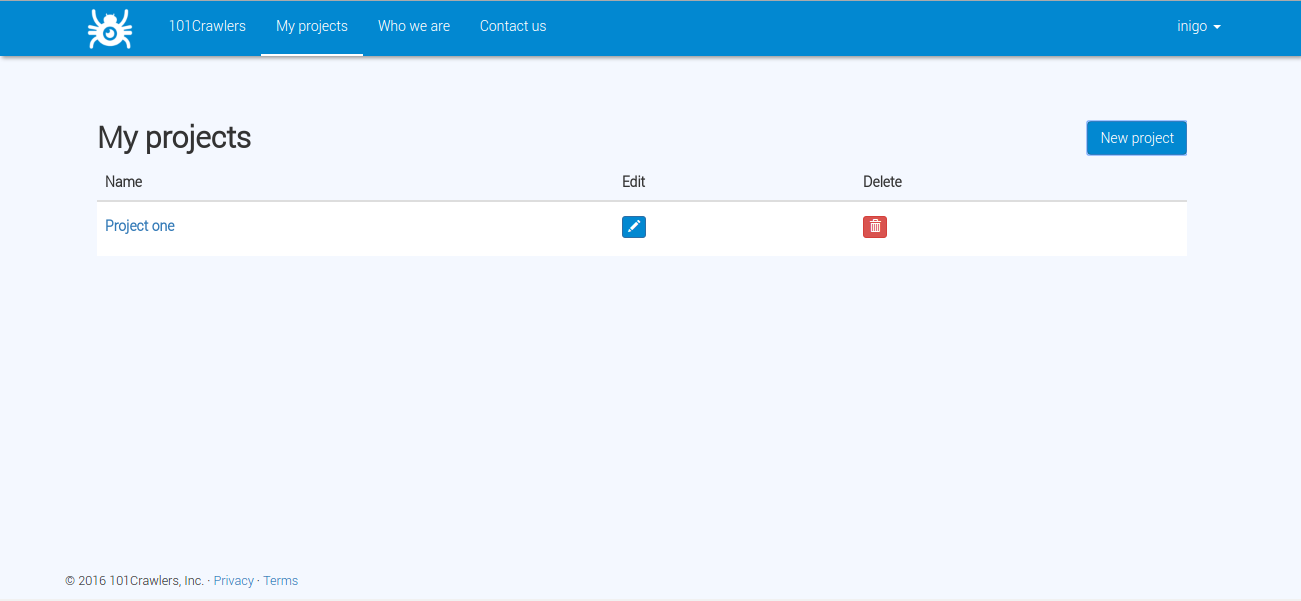 101Crawlers My projects Who we are Contact us inigo
My projects New project
Name Edit Delete
Project one
© 2016 101Crawlers, Inc. · Privacy · Terms